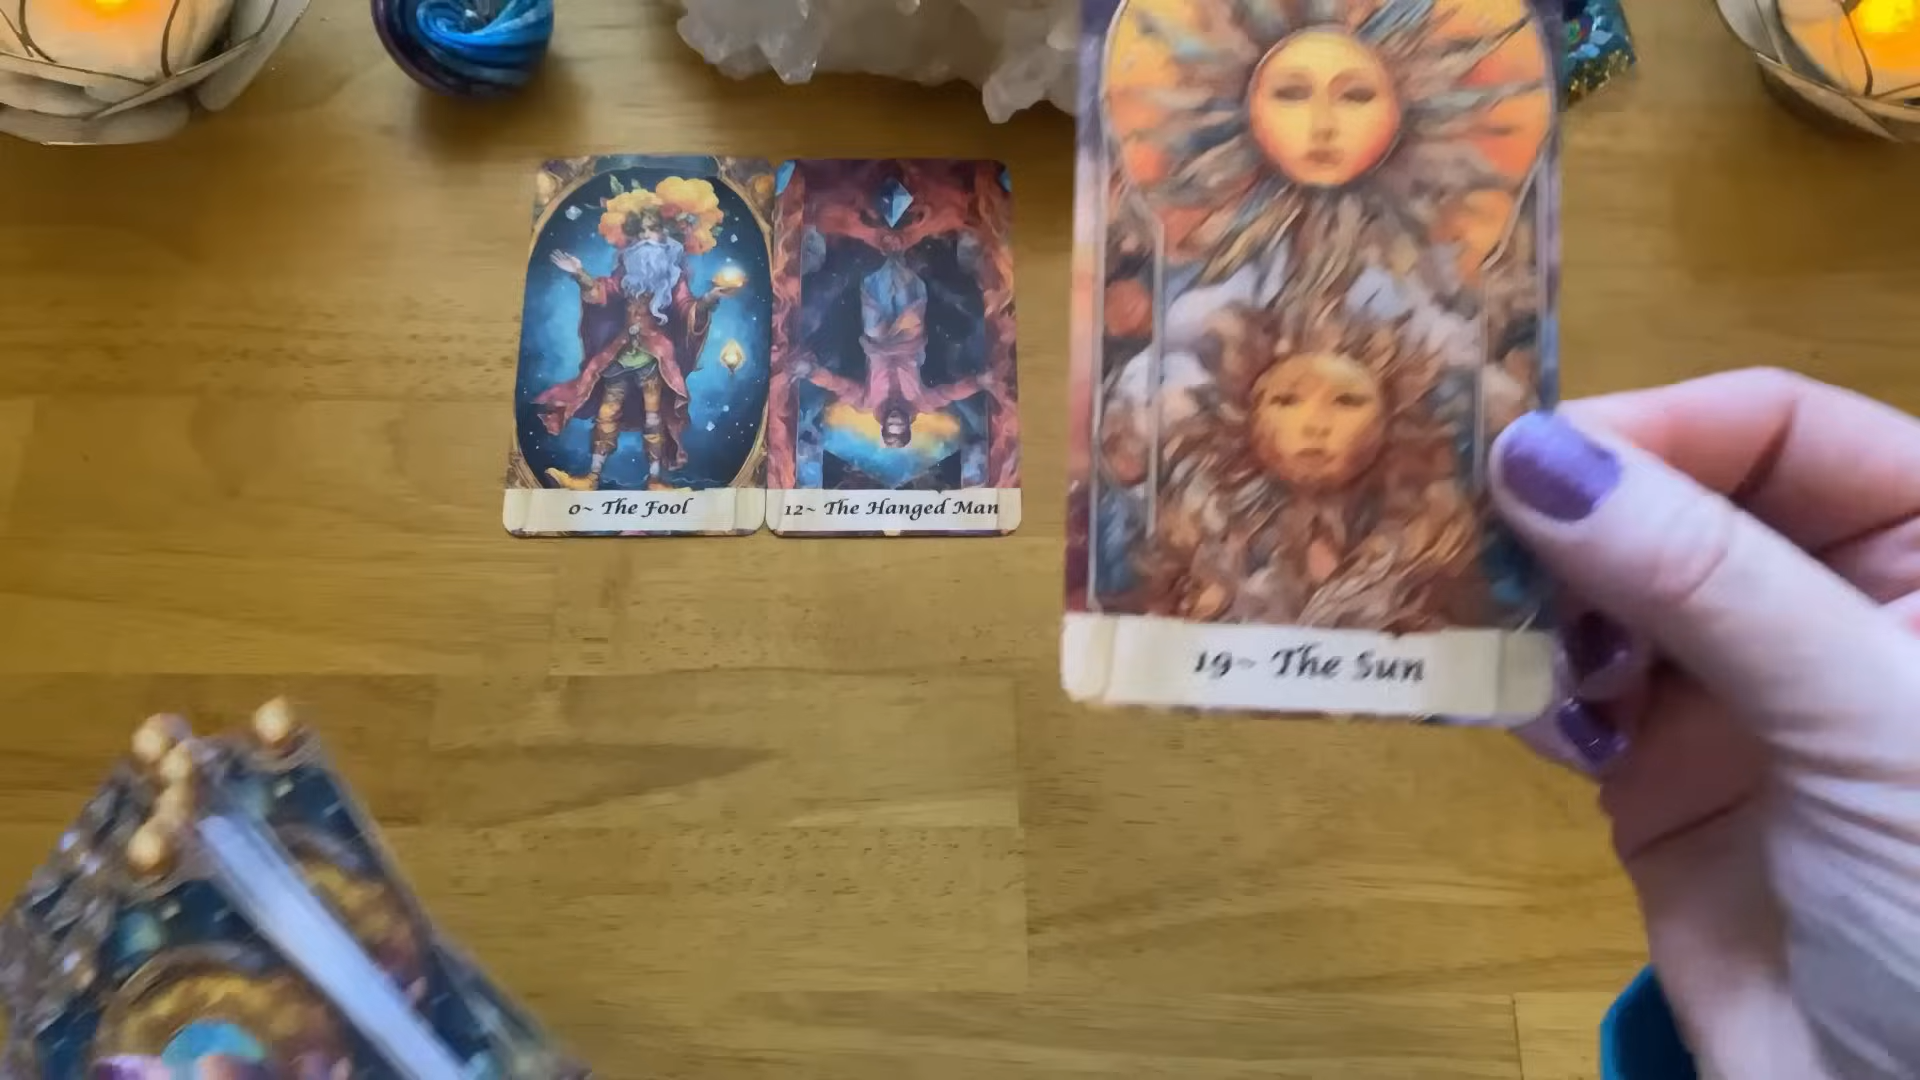 0~ The Fool
12~ The Hanged Man
19~ The Sun